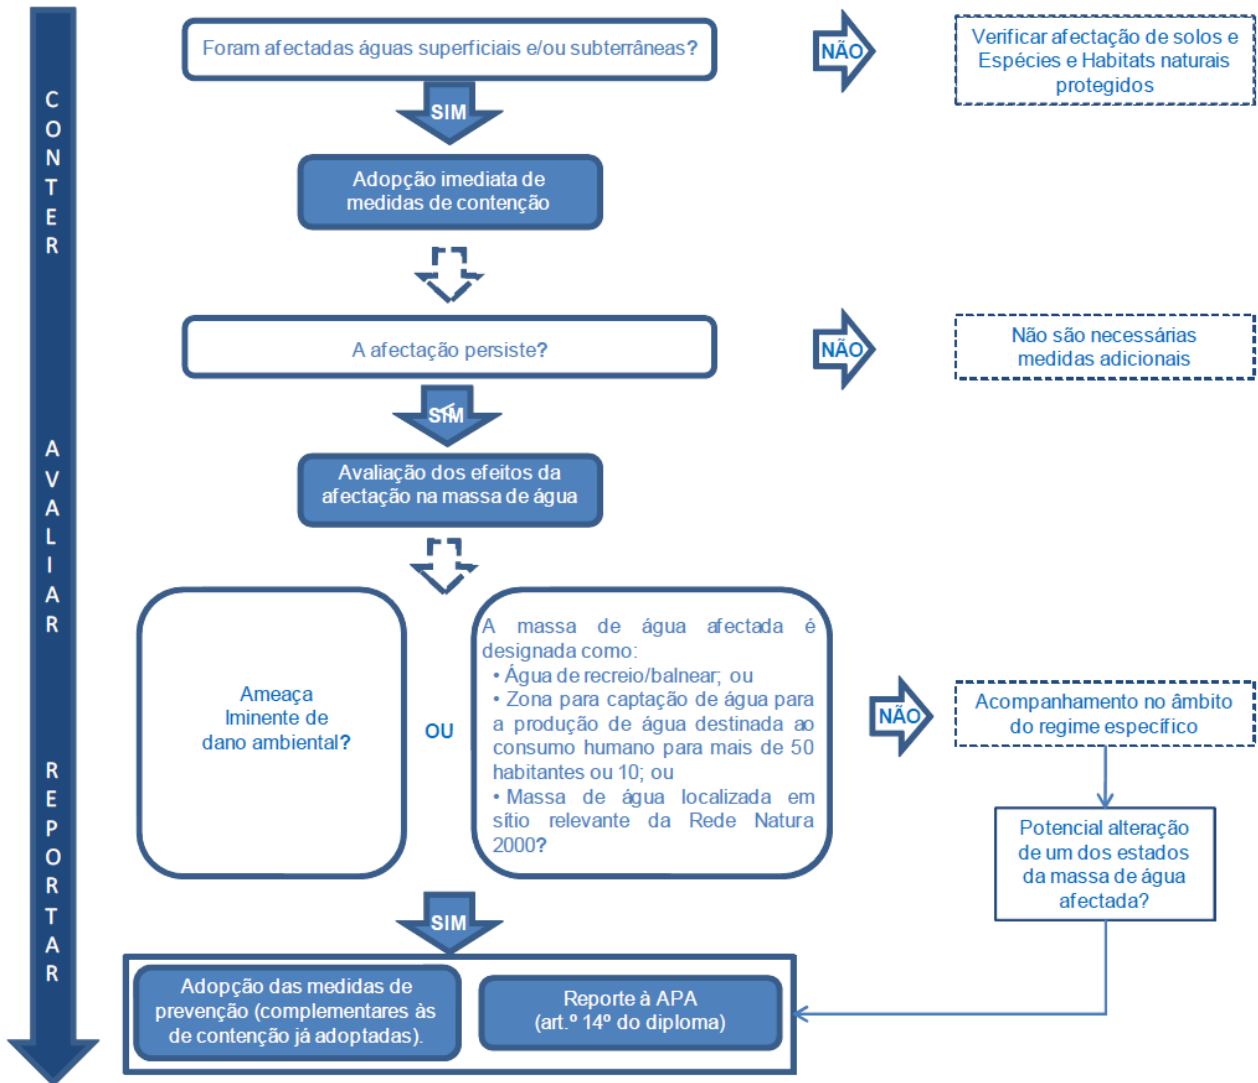 CONTER
AVALIAR
REPORTAR
Foram afectadas águas superficiais e/ou subterrâneas?
NÃO
Verificar afectação de solos e
Espécies e Habitats naturais
protegidos
SIM
Adopção imediata de
medidas de contenção
A afectação persiste?
NÃO
Não são necessárias
medidas adicionais
SIM
Avaliação dos efeitos da
afectação na massa de água
Ameaça
Iminente de
dano ambiental?
OU
A massa de água afectada é
designada como:
• Água de recreio/balnear; ou
• Zona para captação de água para
a produção de água destinada ao
consumo humano para mais de 50
habitantes ou 10; ou
• Massa de água localizada em
sítio relevante da Rede Natura
2000?
NÃO
Acompanhamento no âmbito
do regime específico
Potencial alteração
de um dos estados
da massa de água
afectada?
SIM
Adopção das medidas de
prevenção (complementares às
de contenção já adoptadas).
Reporte à APA
(art.º 14º do diploma)